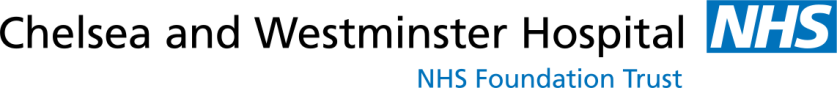 Chelsea and Westminster Hospital NHS
NHS Foundation Trust